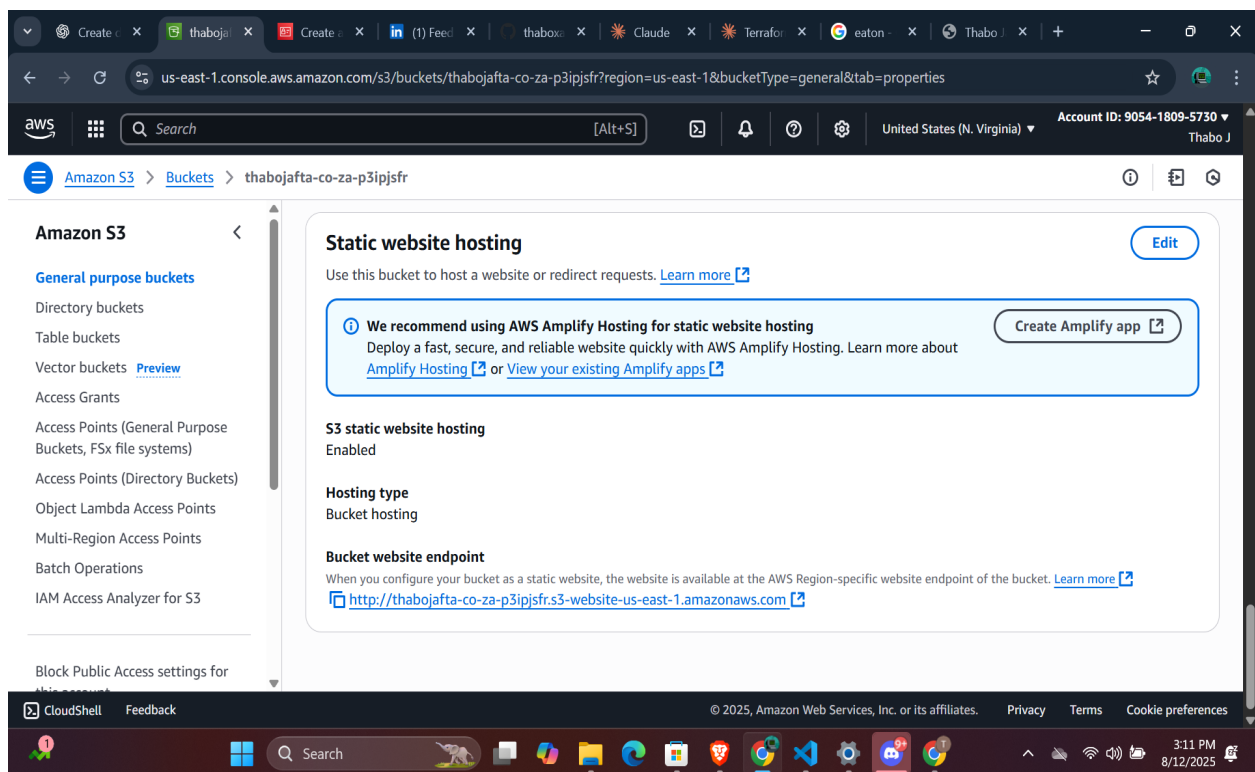 Create c
thabojaf
Create a
(1) Feed
thaboxa
Claude
Terrafor
eaton -
Thabo J
us-east-1.console.aws.amazon.com/s3/buckets/thabojafta-co-za-p3ipjsfr?region=us-east-1&bucketType=general&tab=properties
aws
Search
[Alt+S]
United States (N. Virginia)
Account ID: 9054-1809-5730
Thabo J
Amazon S3 > Buckets > thabojafta-co-za-p3ipjsfr
Amazon S3
General purpose buckets
Directory buckets
Table buckets
Vector buckets Preview
Access Grants
Access Points (General Purpose
Buckets, FSx file systems)
Access Points (Directory Buckets)
Object Lambda Access Points
Multi-Region Access Points
Batch Operations
IAM Access Analyzer for S3
Block Public Access settings for
this account
Static website hosting
Edit
Use this bucket to host a website or redirect requests. Learn more
We recommend using AWS Amplify Hosting for static website hosting
Create Amplify app
Deploy a fast, secure, and reliable website quickly with AWS Amplify Hosting. Learn more about
Amplify Hosting or View your existing Amplify apps
S3 static website hosting
Enabled
Hosting type
Bucket hosting
Bucket website endpoint
When you configure your bucket as a static website, the website is available at the AWS Region-specific website endpoint of the bucket. Learn more
http://thabojafta-co-za-p3ipjsfr.s3-website-us-east-1.amazonaws.com
CloudShell
Feedback
© 2025, Amazon Web Services, Inc. or its affiliates.
Privacy
Terms
Cookie preferences
1
Search
9+
3:11 PM
8/12/2025